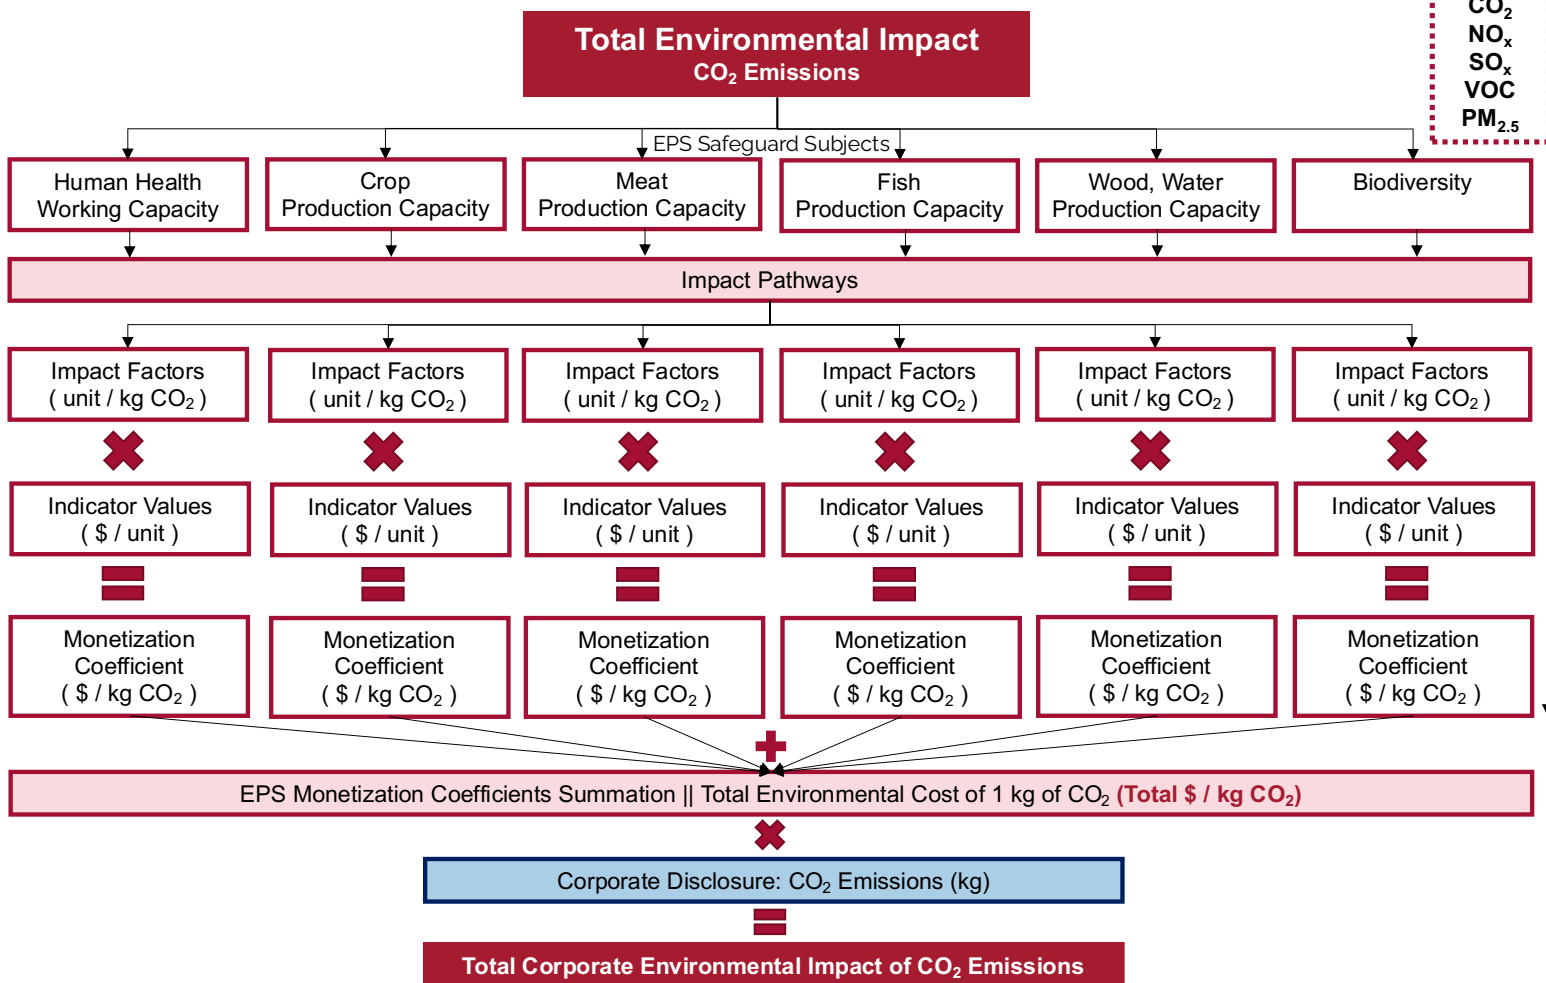 Total Environmental Impact
CO₂ Emissions
CO₂
NOₓ
SOₓ
VOC
PM₂.₅
EPS Safeguard Subjects
Human Health
Working Capacity
Crop
Production Capacity
Meat
Production Capacity
Fish
Production Capacity
Wood, Water
Production Capacity
Biodiversity
Impact Pathways
Impact Factors
( unit / kg CO₂ )
Impact Factors
( unit / kg CO₂ )
Impact Factors
( unit / kg CO₂ )
Impact Factors
( unit / kg CO₂ )
Impact Factors
( unit / kg CO₂ )
Impact Factors
( unit / kg CO₂ )
Indicator Values
( $ / unit )
Indicator Values
( $ / unit )
Indicator Values
( $ / unit )
Indicator Values
( $ / unit )
Indicator Values
( $ / unit )
Indicator Values
( $ / unit )
Monetization
Coefficient
( $ / kg CO₂ )
Monetization
Coefficient
( $ / kg CO₂ )
Monetization
Coefficient
( $ / kg CO₂ )
Monetization
Coefficient
( $ / kg CO₂ )
Monetization
Coefficient
( $ / kg CO₂ )
Monetization
Coefficient
( $ / kg CO₂ )
EPS Monetization Coefficients Summation || Total Environmental Cost of 1 kg of CO₂ (Total $ / kg CO₂)
Corporate Disclosure: CO₂ Emissions (kg)
Total Corporate Environmental Impact of CO₂ Emissions